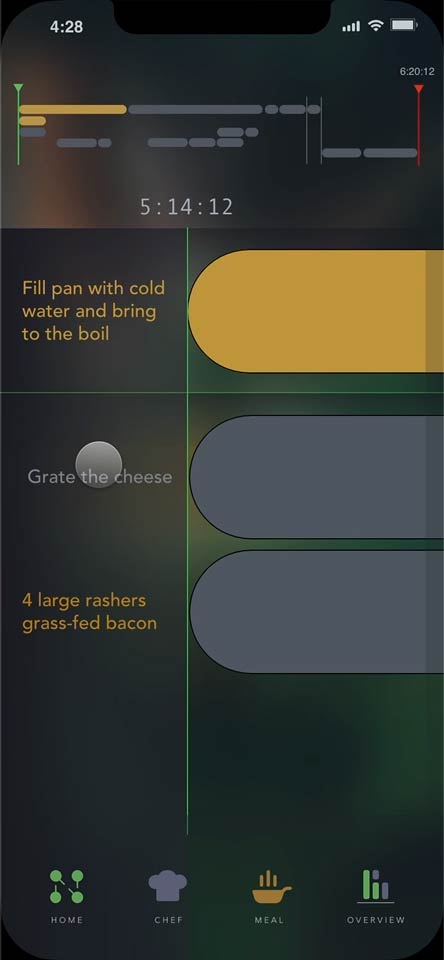 4:28
6:20:12
5:14:12
Fill pan with cold
water and bring
to the boil
Grate the cheese
4 large rashers
grass-fed bacon
HOME
CHEF
MEAL
OVERVIEW